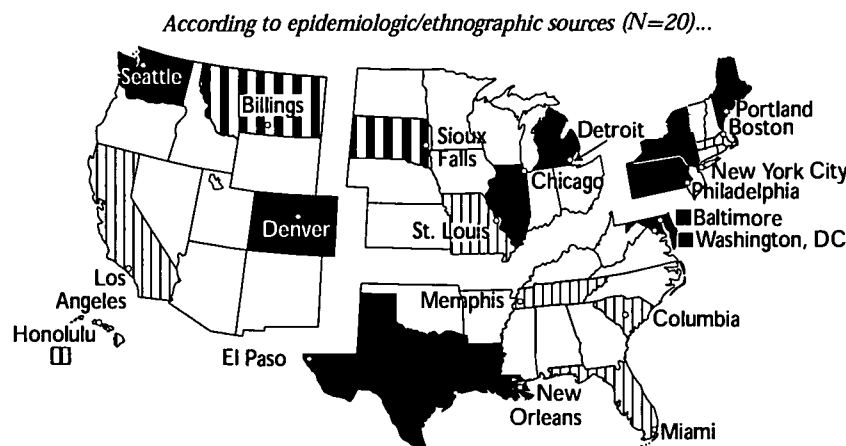 According to epidemiologic/ethnographic sources (N=20)...
Seattle
Billings
Sioux
Falls
Detroit
Portland
Boston
New York City
Philadelphia
Chicago
Baltimore
Washington, DC
Denver
St. Louis
Los
Angeles
Memphis
Columbia
Honolulu
El Paso
New
Orleans
Miami